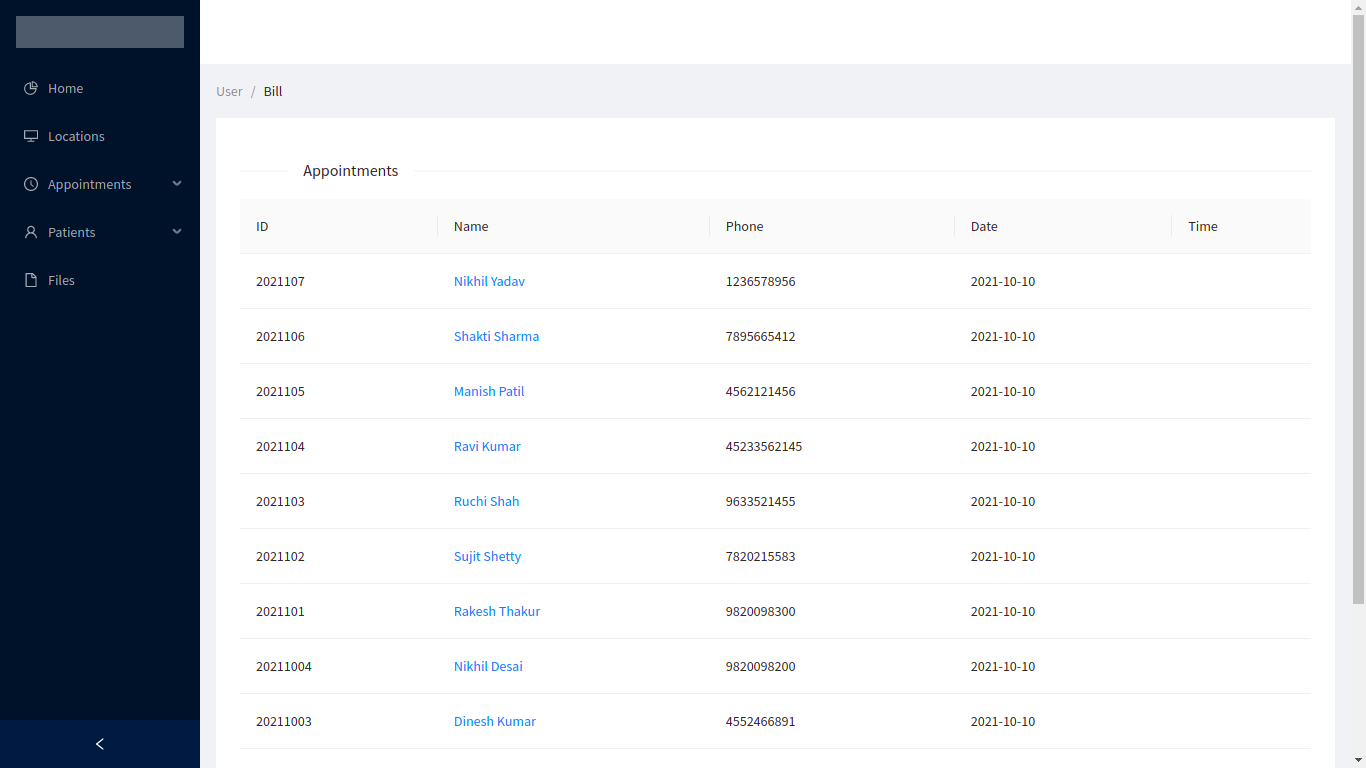 Home
Locations
Appointments
Patients
Files
User / Bill
Appointments
ID Name Phone Date Time
2021107 Nikhil Yadav 1236578956 2021-10-10
2021106 Shakti Sharma 7895665412 2021-10-10
2021105 Manish Patil 4562121456 2021-10-10
2021104 Ravi Kumar 45233562145 2021-10-10
2021103 Ruchi Shah 9633521455 2021-10-10
2021102 Sujit Shetty 7820215583 2021-10-10
2021101 Rakesh Thakur 9820098300 2021-10-10
20211004 Nikhil Desai 9820098200 2021-10-10
20211003 Dinesh Kumar 4552466891 2021-10-10